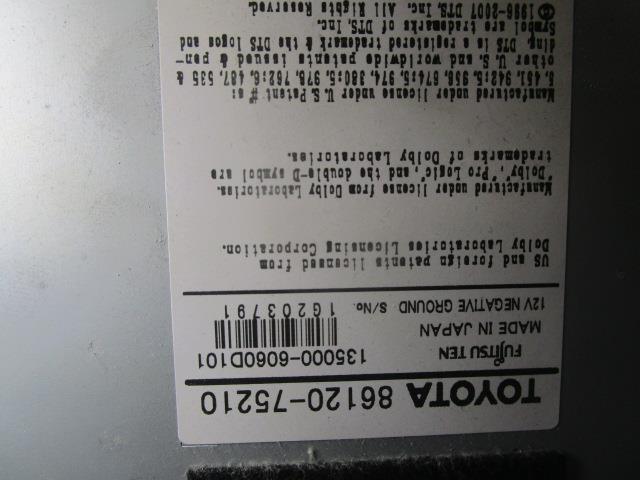 TOYOTA 86120-75210
FUJITSU TEN 135000-6060D101
MADE IN JAPAN
12V NEGATIVE GROUND S/No. 1G203791
US and foreign patents licensed from
Dolby Laboratories Licensing Corporation.
Manufactured under license from Dolby Laboratories.
"Dolby", "Pro Logic", and the double-D symbol are
trademarks of Dolby Laboratories.
Manufactured under license under U.S. Patent #'s:
5,451,942;5,956,674;5,974,380;5,978,762;6,487,535 &
other U.S. and worldwide patents issued & pen-
ding. DTS is a registered trademark & the DTS logos and
Symbol are trademarks of DTS, Inc.
© 1996-2007 DTS, Inc. All Rights Reserved.